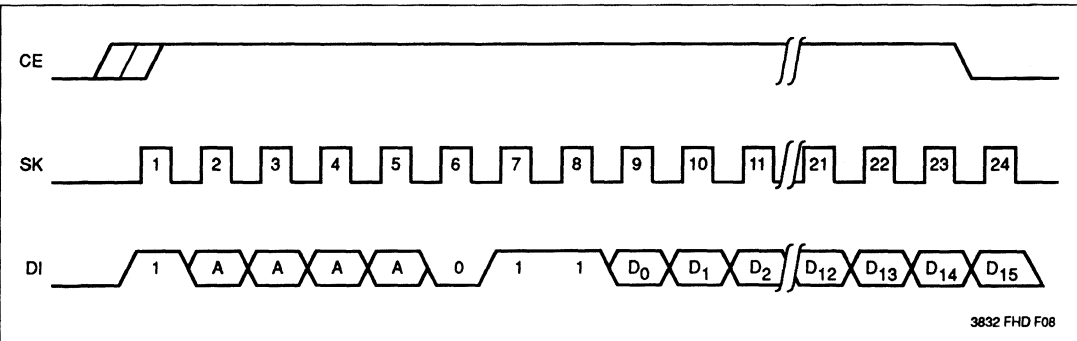 CE
SK 1 2 3 4 5 6 7 8 9 10 11 21 22 23 24
DI 1 A A A A 0 1 1 D0 D1 D2 D12 D13 D14 D15
3832 FHD F08